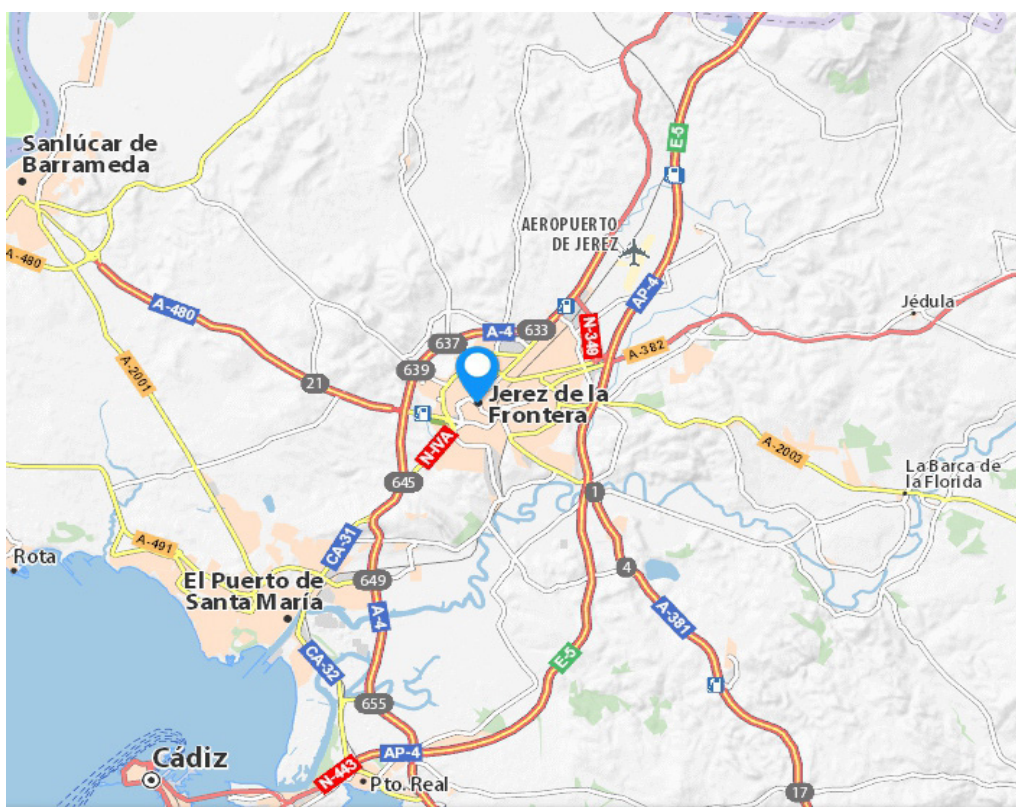 E-5
Sanlúcar de
Barrameda
AEROPUERTO
DE JEREZ
A-480
A-480
AP-4
Jédula
A-4
633
637
N-349
A-382
639
A-2001
21
Jerez de la
Frontera
N-IVA
A-2003
645
1
La Barca de
la Florida
CA-31
A-491
Rota
649
4
El Puerto de
Santa María
A-4
A-381
CA-32
E-5
655
Cádiz
AP-4
N-443
Pto. Real
17